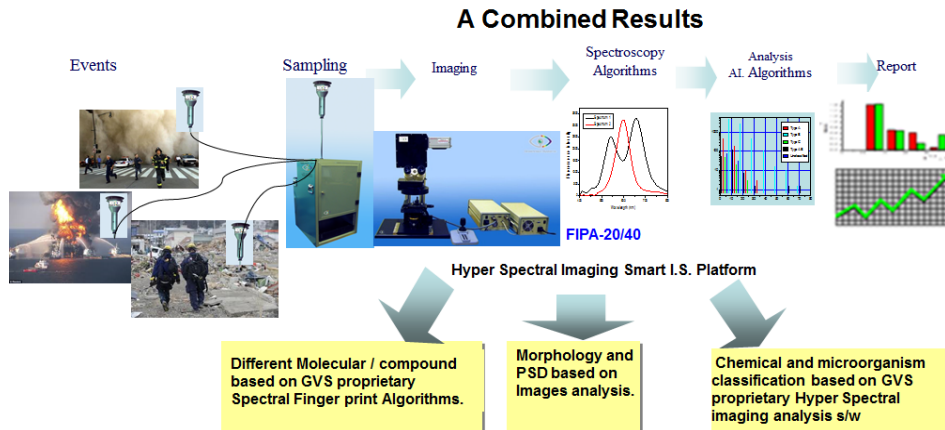 A Combined Results
Events
Sampling
Imaging
Spectroscopy
Algorithms
Analysis
A.I. Algorithms
Report
FIPA-20/40
Hyper Spectral Imaging Smart I.S. Platform
Different Molecular / compound
based on GVS proprietary
Spectral Finger print Algorithms.
Morphology and
PSD based on
Images analysis.
Chemical and microorganism
classification based on GVS
proprietary Hyper Spectral
imaging analysis s/w